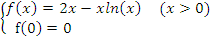 f(x) = 2x − xln(x)    (x > 0)
f(0) = 0